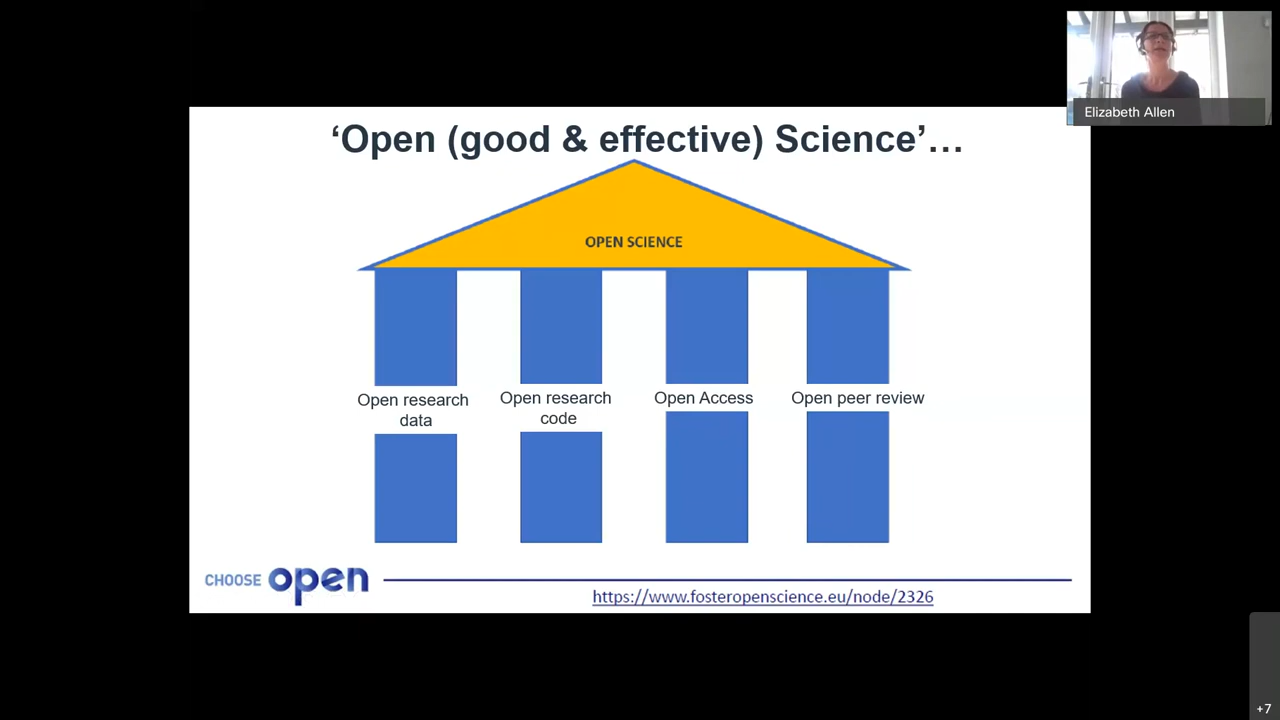 Elizabeth Allen
‘Open (good & effective) Science’…
OPEN SCIENCE
Open research
data
Open research
code
Open Access
Open peer review
CHOOSE open
https://www.fosteropenscience.eu/node/2326
+7